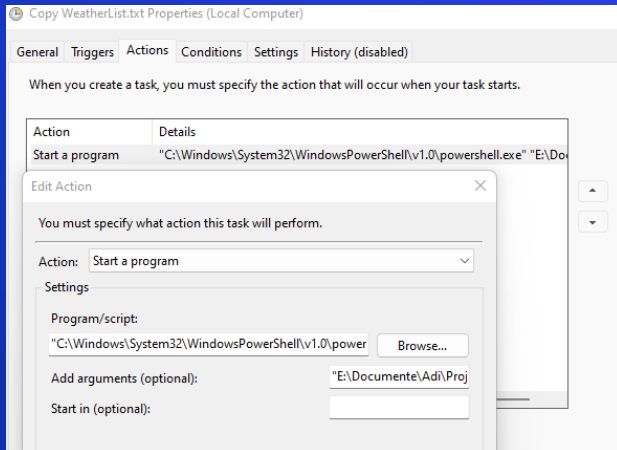 Copy WeatherList.txt Properties (Local Computer)
General Triggers Actions Conditions Settings History (disabled)
When you create a task, you must specify the action that will occur when your task starts.
Action Details
Start a program "C:\Windows\System32\WindowsPowerShell\v1.0\powershell.exe" "E:\Do
Edit Action
You must specify what action this task will perform.
Action: Start a program
Settings
Program/script:
"C:\Windows\System32\WindowsPowerShell\v1.0\power Browse...
Add arguments (optional): "E:\Documente\Adi\Proj
Start in (optional):